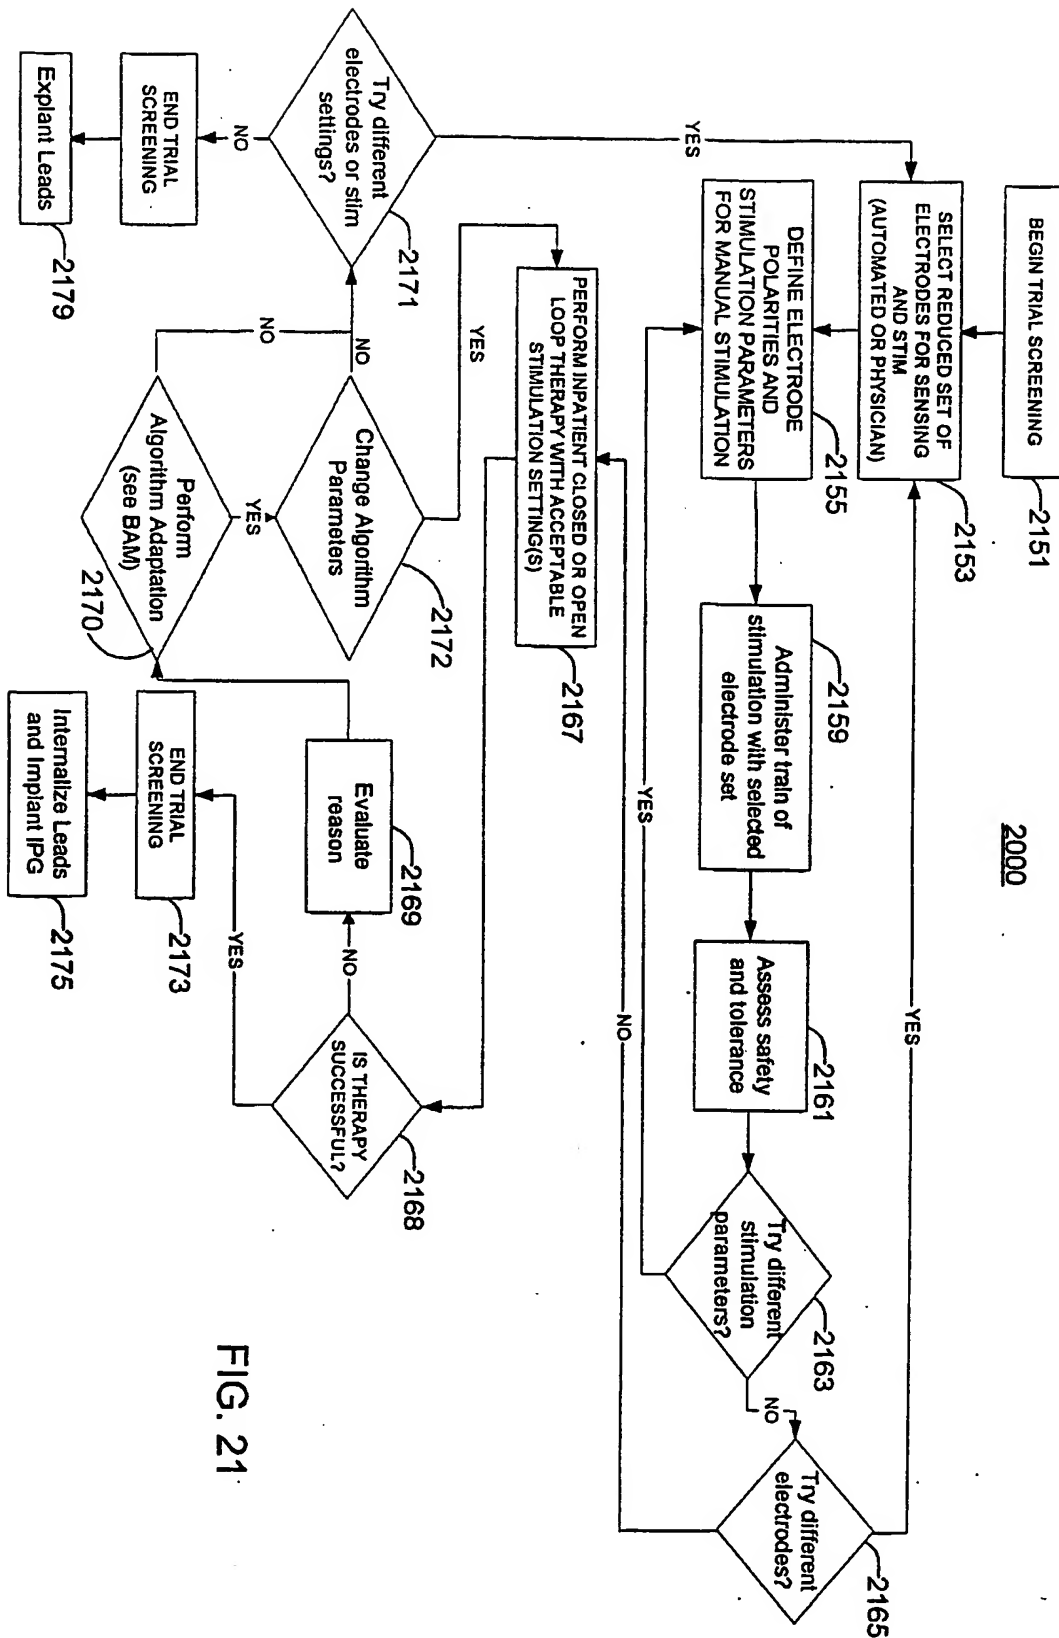 2000
BEGIN TRIAL SCREENING
2151
SELECT REDUCED SET OF
ELECTRODES FOR SENSING
AND STIM
(AUTOMATED OR PHYSICIAN)
2153
DEFINE ELECTRODE
POLARITIES AND
STIMULATION PARAMETERS
FOR MANUAL STIMULATION
2155
Administer train of
stimulation with selected
electrode set
2159
Assess safety
and tolerance
2161
Try different
stimulation
parameters?
2163
NO
YES
Try different
electrodes?
2165
YES
NO
PERFORM INPATIENT CLOSED OR OPEN
LOOP THERAPY WITH ACCEPTABLE
STIMULATION SETTING(S)
2167
IS THERAPY
SUCCESSFUL?
2168
NO
YES
Evaluate
reason
2169
END TRIAL
SCREENING
2173
Internalize Leads
and Implant IPG
2175
Perform
Algorithm Adaptation
(see BAM)
2170
YES
NO
Change Algorithm
Parameters
2172
YES
NO
Try different
electrodes or stim
settings?
2171
YES
NO
END TRIAL
SCREENING
Explant Leads
2179
FIG. 21